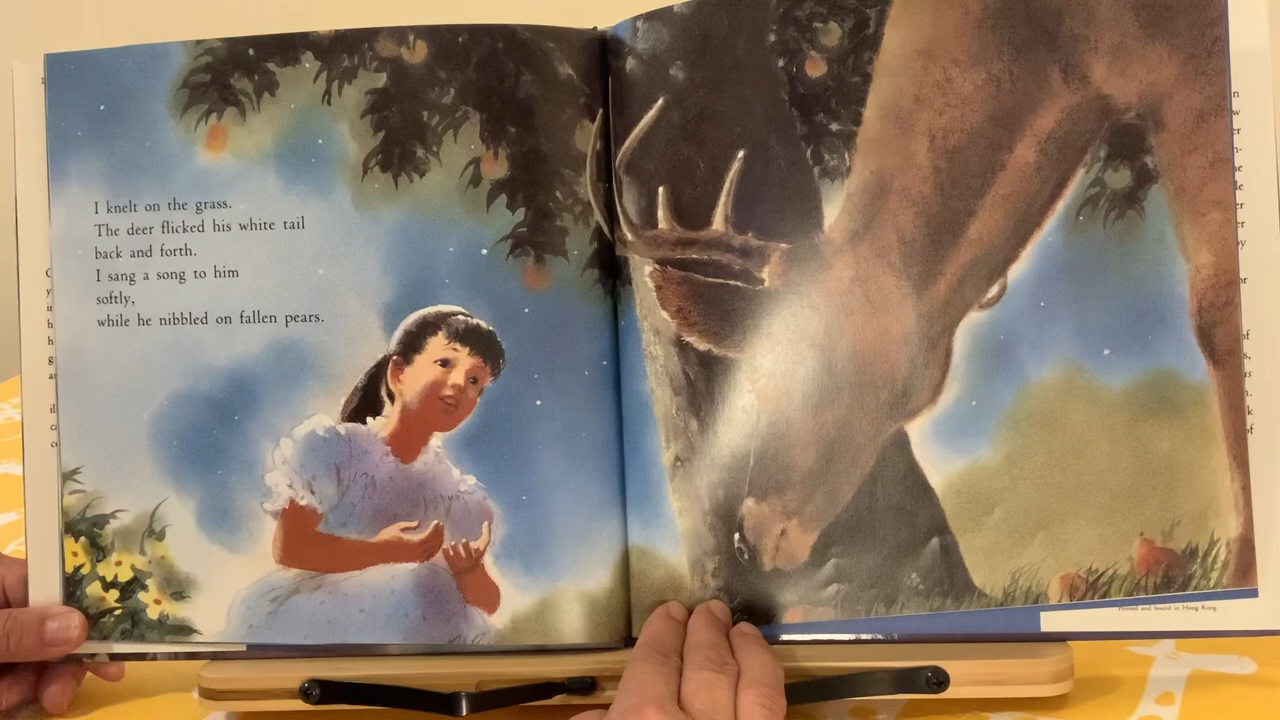 I knelt on the grass.
The deer flicked his white tail
back and forth.
I sang a song to him
softly,
while he nibbled on fallen pears.
Printed and bound in Hong Kong